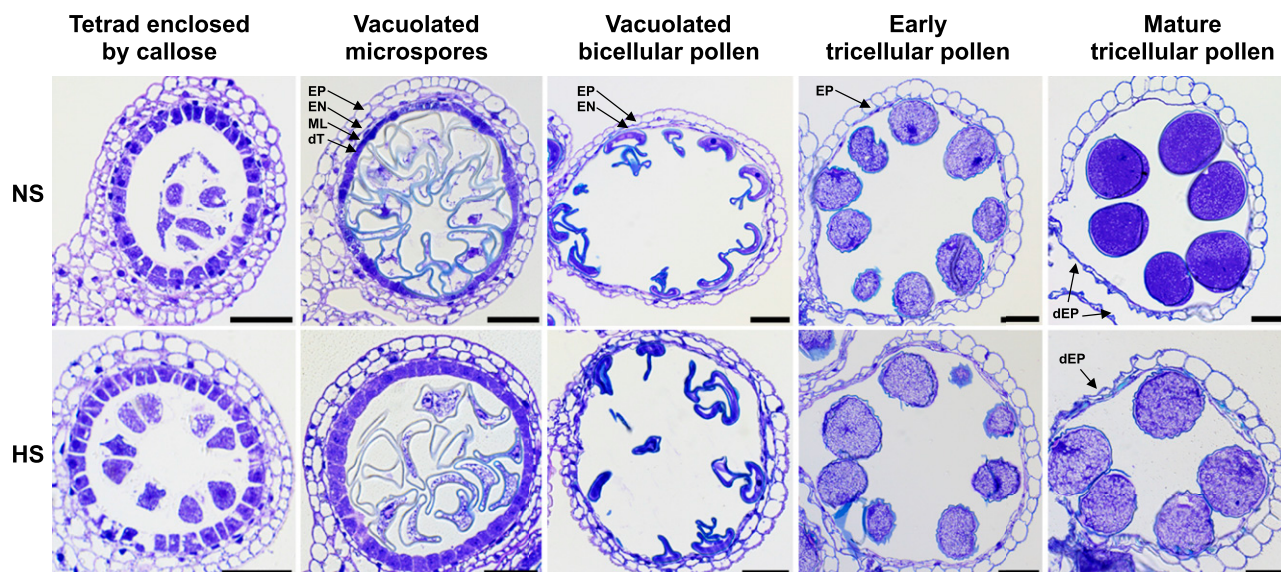 Tetrad enclosed
by callose
Vacuolated
microspores
Vacuolated
bicellular pollen
Early
tricellular pollen
Mature
tricellular pollen
NS
EP
EN
ML
dT
EP
EN
EP
dEP
HS
dEP